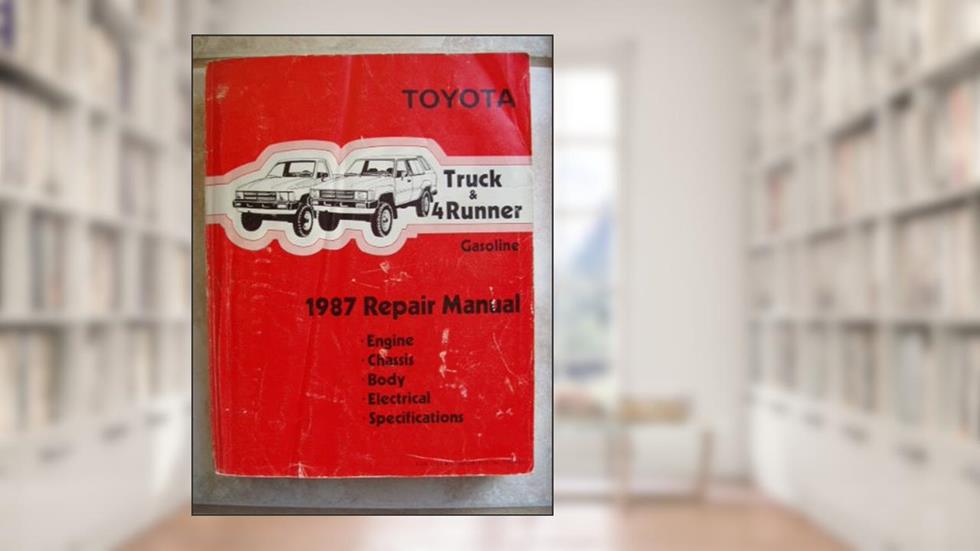 TOYOTA
Truck
&
4Runner
Gasoline
1987 Repair Manual
· Engine
· Chassis
· Body
· Electrical
· Specifications